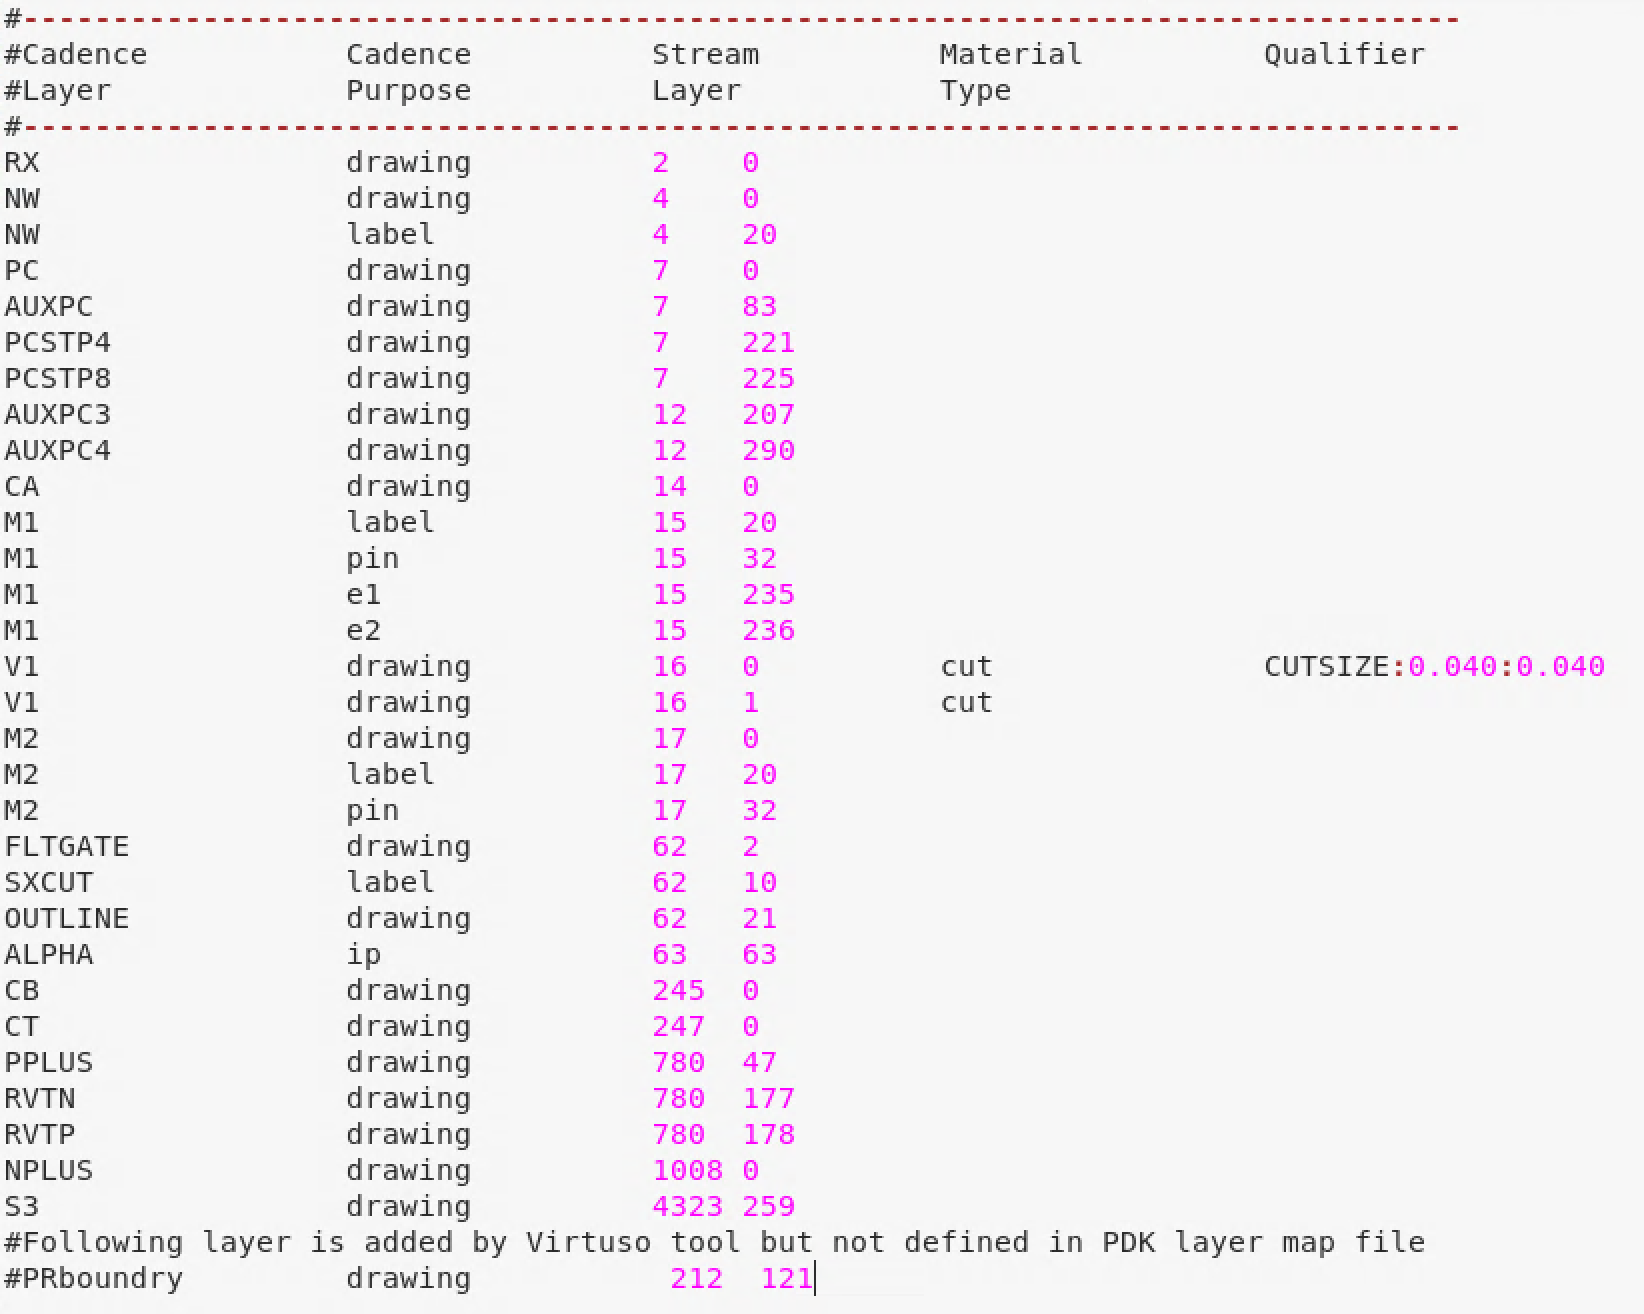 #--------------------------------------------------------------------------------
#Cadence Cadence Stream Material Qualifier
#Layer Purpose Layer Type
#--------------------------------------------------------------------------------
RX drawing 2 0
NW drawing 4 0
NW label 4 20
PC drawing 7 0
AUXPC drawing 7 83
PCSTP4 drawing 7 221
PCSTP8 drawing 7 225
AUXPC3 drawing 12 207
AUXPC4 drawing 12 290
CA drawing 14 0
M1 label 15 20
M1 pin 15 32
M1 e1 15 235
M1 e2 15 236
V1 drawing 16 0 cut CUTSIZE:0.040:0.040
V1 drawing 16 1 cut
M2 drawing 17 0
M2 label 17 20
M2 pin 17 32
FLTGATE drawing 62 2
SXCUT label 62 10
OUTLINE drawing 62 21
ALPHA ip 63 63
CB drawing 245 0
CT drawing 247 0
PPLUS drawing 780 47
RVTN drawing 780 177
RVTP drawing 780 178
NPLUS drawing 1008 0
S3 drawing 4323 259
#Following layer is added by Virtuso tool but not defined in PDK layer map file
#PRboundry drawing 212 121